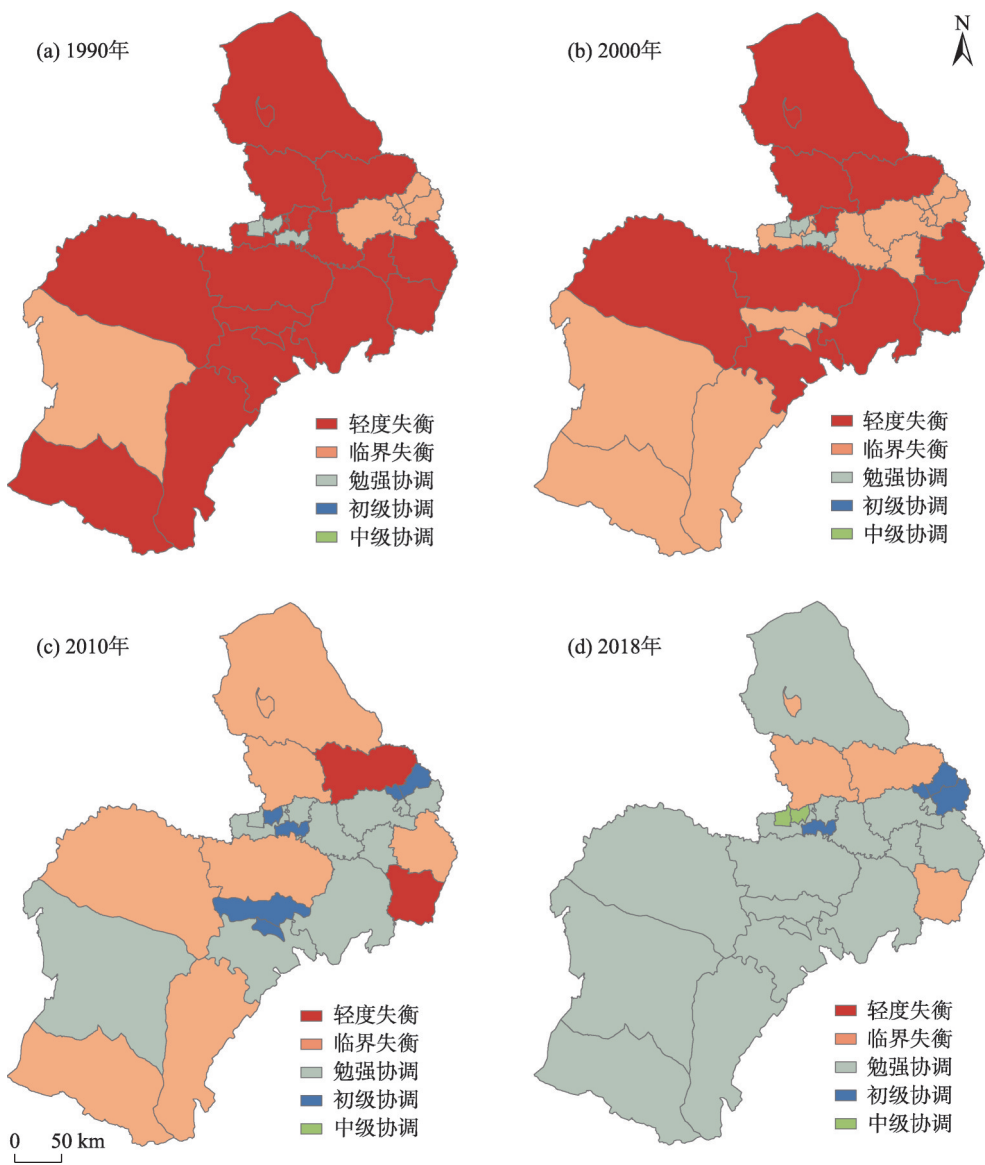 (a) 1990年
(b) 2000年
N
轻度失衡
临界失衡
勉强协调
初级协调
中级协调
轻度失衡
临界失衡
勉强协调
初级协调
中级协调
(c) 2010年
(d) 2018年
轻度失衡
临界失衡
勉强协调
初级协调
中级协调
轻度失衡
临界失衡
勉强协调
初级协调
中级协调
0 50 km